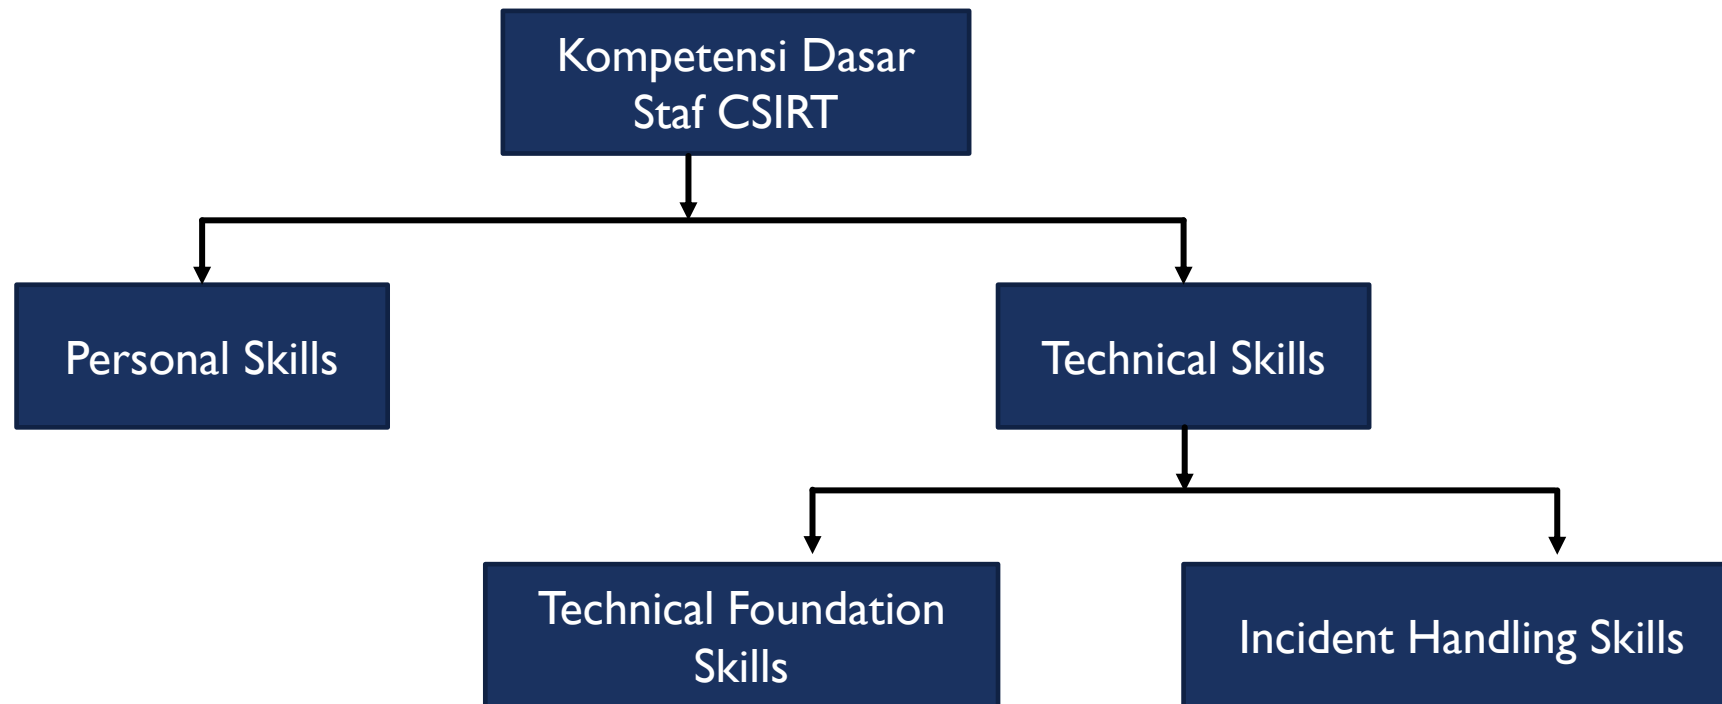 Kompetensi Dasar
Staf CSIRT
Personal Skills
Technical Skills
Technical Foundation
Skills
Incident Handling Skills